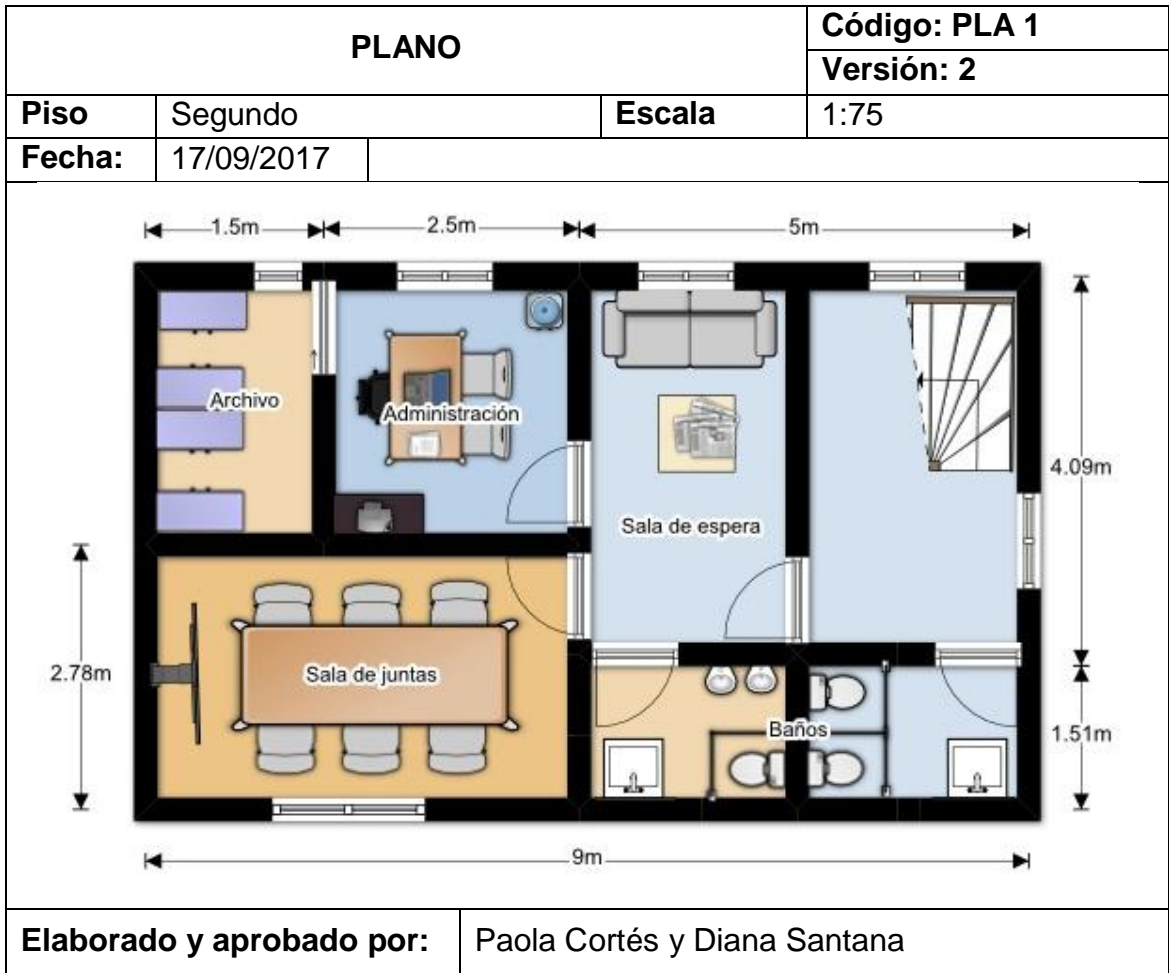 PLANO
Código: PLA 1
Versión: 2
Piso Segundo Escala 1:75
Fecha: 17/09/2017
1.5m 2.5m 5m
Archivo
Administración
4.09m
Sala de espera
2.78m
Sala de juntas
Baños
1.51m
9m
Elaborado y aprobado por: Paola Cortés y Diana Santana